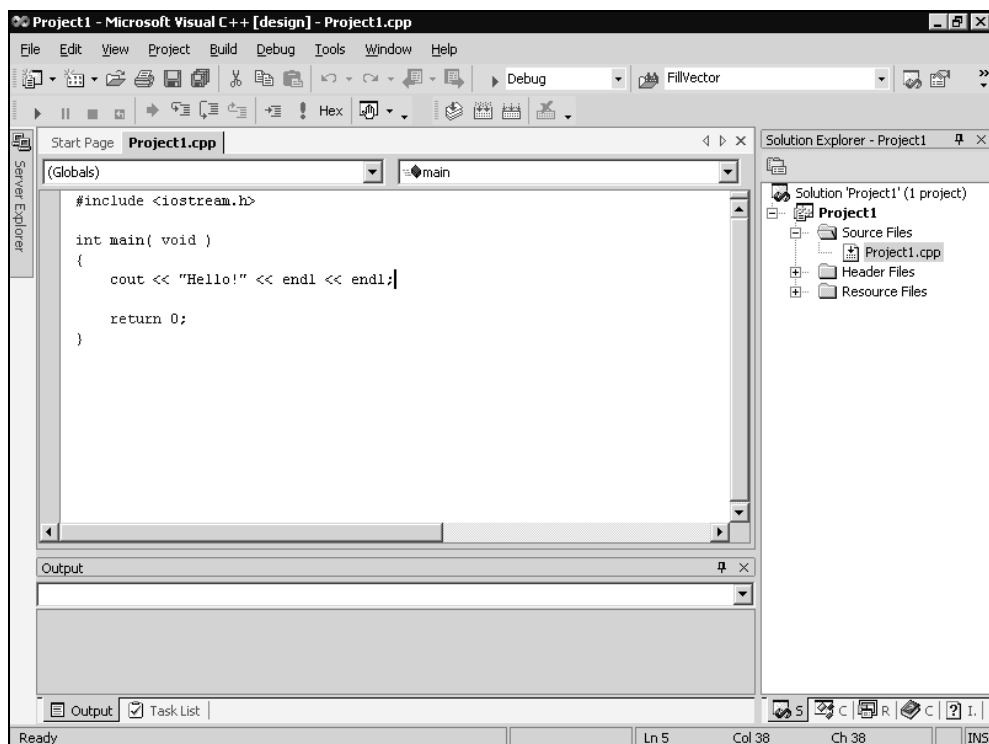 Project1 - Microsoft Visual C++ [design] - Project1.cpp
File Edit View Project Build Debug Tools Window Help
Debug FillVector
Hex
Server Explorer
Start Page Project1.cpp
(Globals) main
#include <iostream.h>
int main( void )
{
cout << "Hello!" << endl << endl;
return 0;
}
Solution Explorer - Project1
Solution 'Project1' (1 project)
Project1
Source Files
Project1.cpp
Header Files
Resource Files
Output
Output Task List
S C R C I.
Ready Ln 5 Col 38 Ch 38 INS